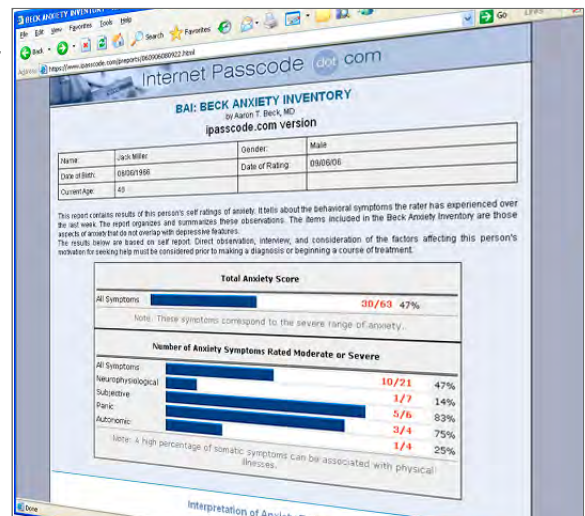 BECK ANXIETY INVENTORY
File Edit View Favorites Tools Help
Back Search Favorites
Go
https://www.ipasscode.com/preports/060906080922.html
Internet Passcode dot com
BAI: BECK ANXIETY INVENTORY
by Aaron T. Beck, MD
ipasscode.com version
Name: Jack Miller Gender: Male
Date of Birth: Date of Rating: 09/06/06
Current Age: 40
This report contains results of this person's self ratings of anxiety. It tells about the behavioral symptoms the rater has experienced over
the last week. The report organizes and summarizes these observations. The items included in the Beck Anxiety Inventory are those
aspects of anxiety that do not overlap with depressive features.
The results below are based on self report. Direct observation, interview, and consideration of the factors affecting this person's
motivation for seeking help must be considered prior to making a diagnosis or beginning a course of treatment.
Total Anxiety Score
All Symptoms 30/63 47%
Note: These symptoms correspond to the severe range of anxiety.
Number of Anxiety Symptoms Rated Moderate or Severe
All Symptoms 10/21 47%
Neurophysiological 1/7 14%
Subjective 5/6 83%
Panic 3/4 75%
Autonomic 1/4 25%
Note: A high percentage of somatic symptoms can be associated with physical
illnesses.
Interpretation of Anxiety
Done